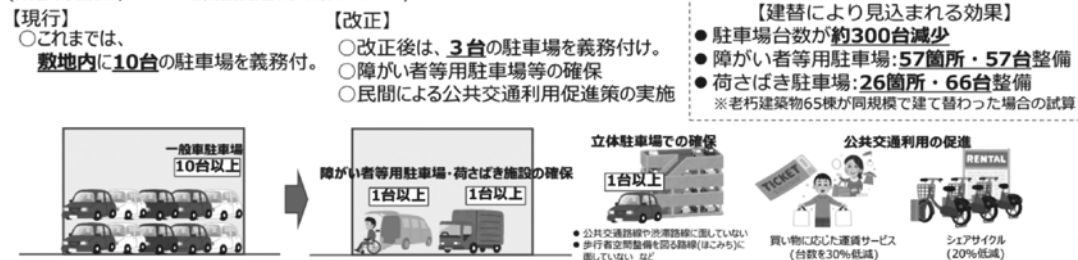 【現行】
○これまでは、
敷地内に10台の駐車場を義務付。
【改正】
○改正後は、３台の駐車場を義務付け。
○障がい者等用駐車場等の確保
○民間による公共交通利用促進策の実施
【建替により見込まれる効果】
●駐車場台数が約300台減少
●障がい者等用駐車場:57箇所・57台整備
●荷さばき駐車場:26箇所・66台整備
※老朽建築物65棟が同規模で建て替わった場合の試算
一般車駐車場
10台以上
障がい者等用駐車場・荷さばき施設の確保
1台以上
1台以上
立体駐車場での確保
1台以上
●公共交通路線や渋滞路線に面していない
●歩行者空間整備を図る路線(ほこみち)に
面していない など
公共交通利用の促進
TICKET
買い物に応じた運賃サービス
(台数を30%低減)
RENTAL
シェアサイクル
(20%低減)